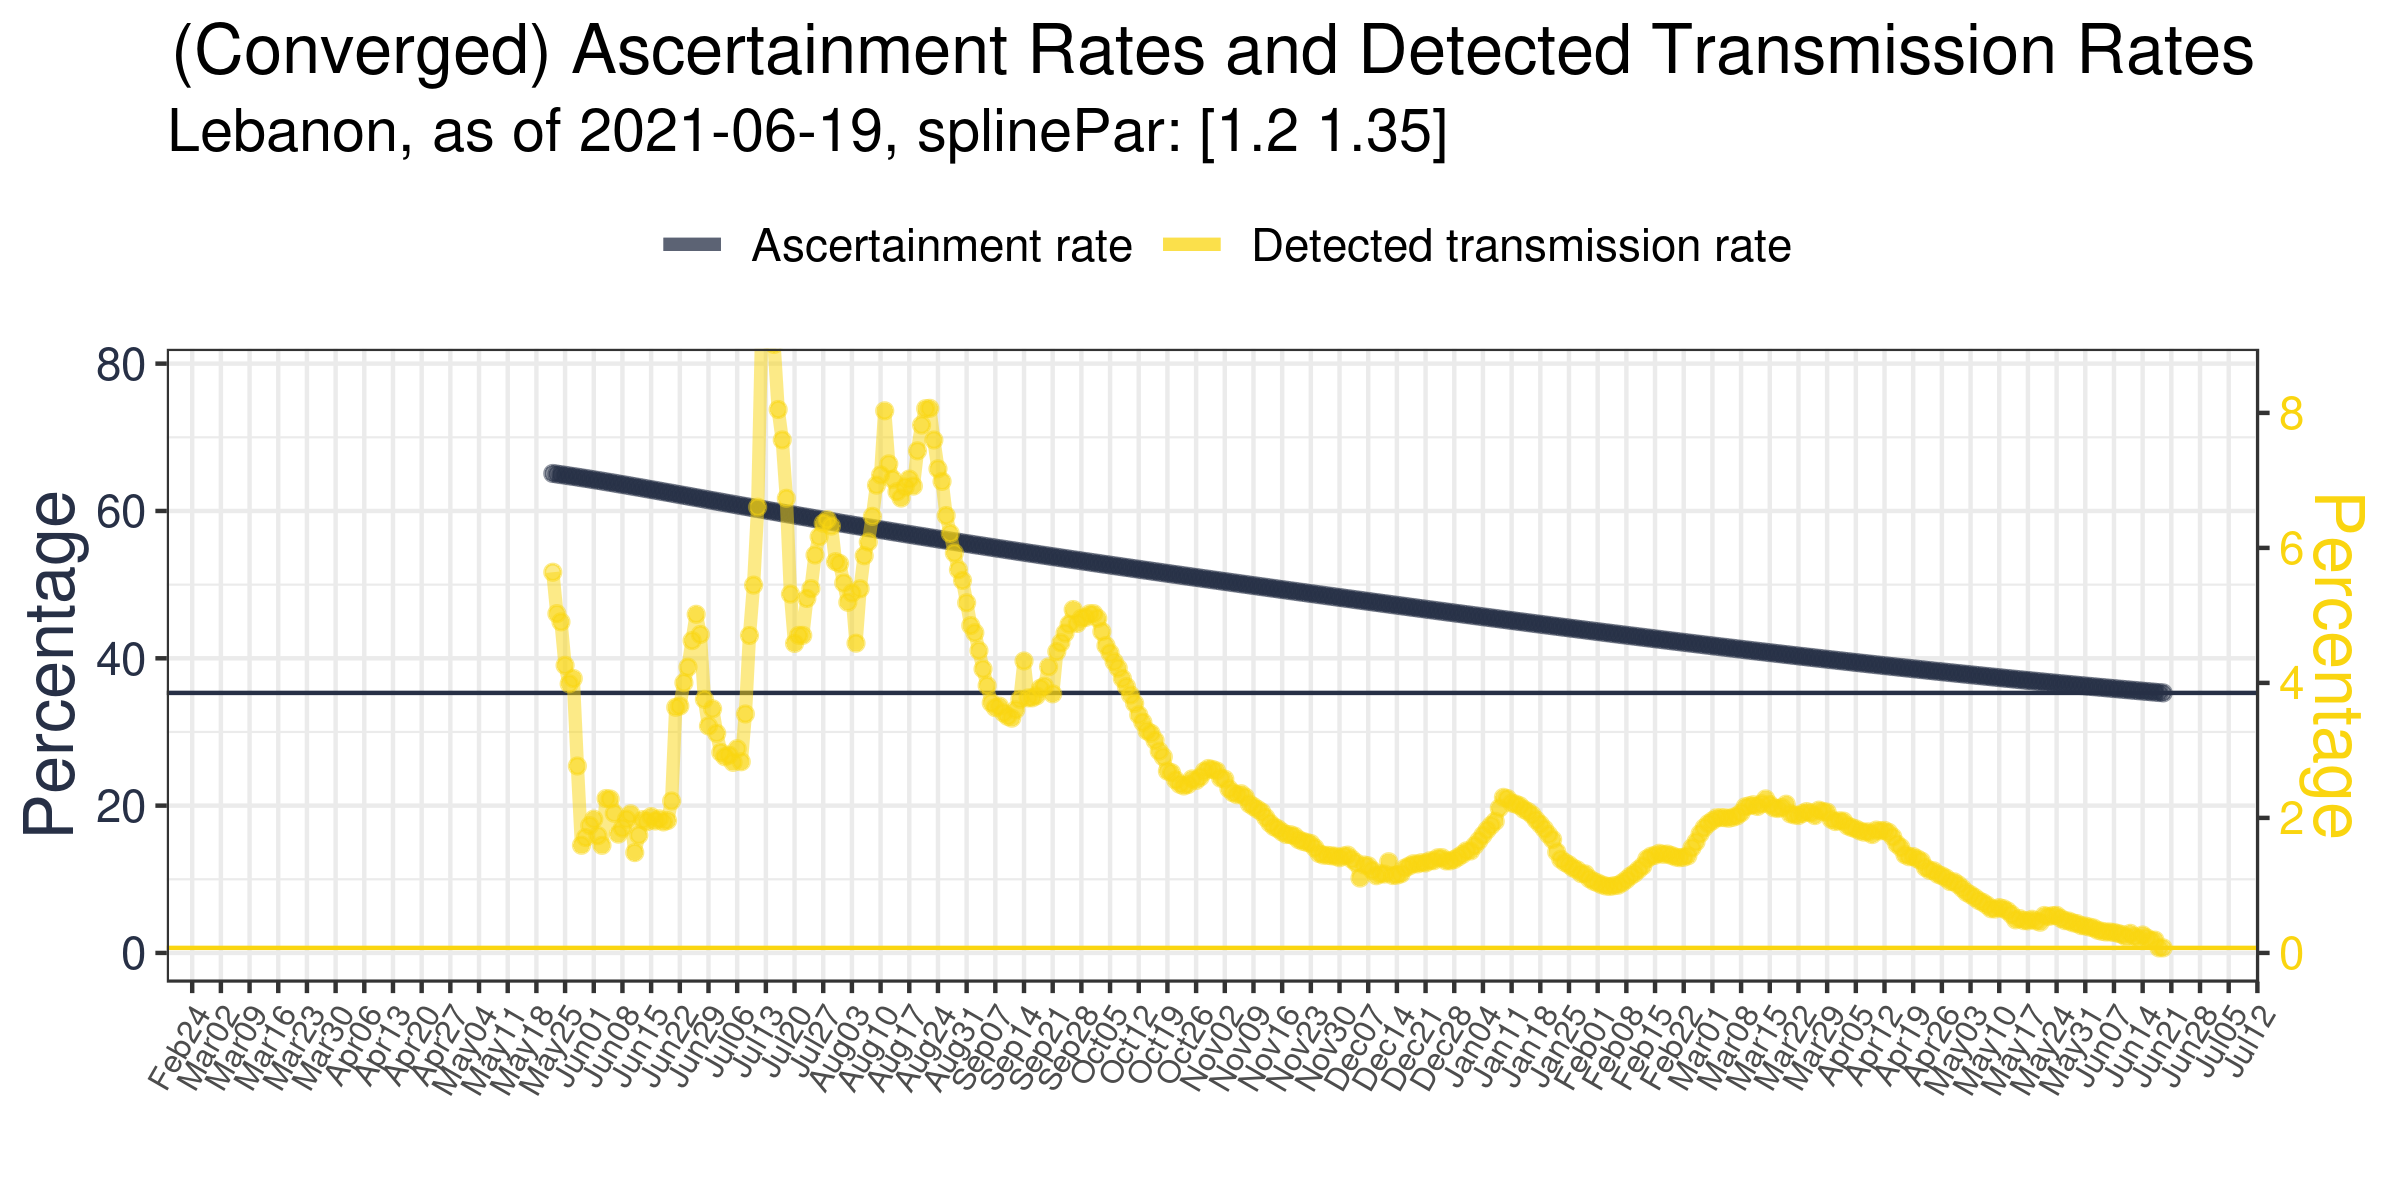 (Converged) Ascertainment Rates and Detected Transmission Rates
Lebanon, as of 2021-06-19, splinePar: [1.2 1.35]
Ascertainment rate
Detected transmission rate
Percentage
80
60
40
20
0
8
6
4
2
0
Percentage
Feb24
Mar02
Mar09
Mar16
Mar23
Mar30
Apr06
Apr13
Apr20
Apr27
May04
May11
May18
May25
Jun01
Jun08
Jun15
Jun22
Jun29
Jul06
Jul13
Jul20
Jul27
Aug03
Aug10
Aug17
Aug24
Aug31
Sep07
Sep14
Sep21
Sep28
Oct05
Oct12
Oct19
Oct26
Nov02
Nov09
Nov16
Nov23
Nov30
Dec07
Dec14
Dec21
Dec28
Jan04
Jan11
Jan18
Jan25
Feb01
Feb08
Feb15
Feb22
Mar01
Mar08
Mar15
Mar22
Mar29
Apr05
Apr12
Apr19
Apr26
May03
May10
May17
May24
May31
Jun07
Jun14
Jun21
Jun28
Jul05
Jul12